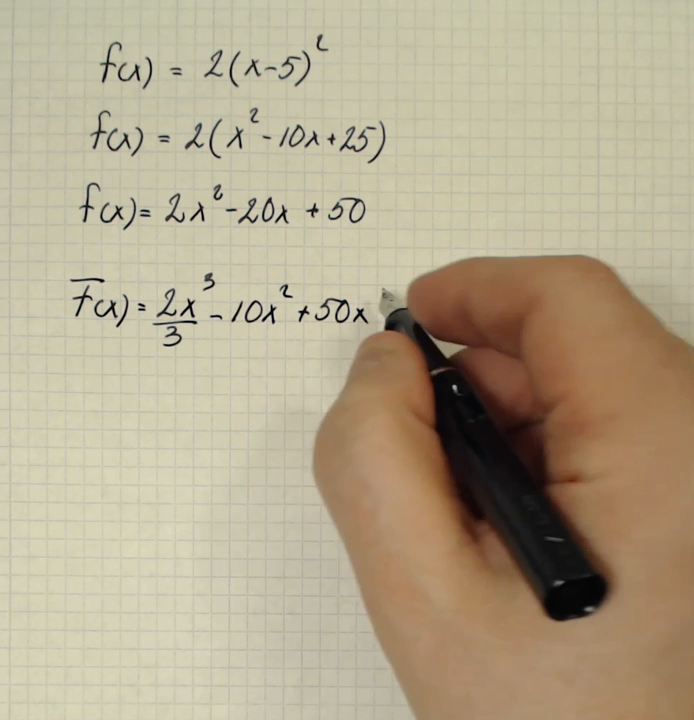 f(x) = 2(x-5)²
f(x) = 2(x²-10x+25)
f(x) = 2x²-20x+50
F(x) = 2x³/3 - 10x² + 50x